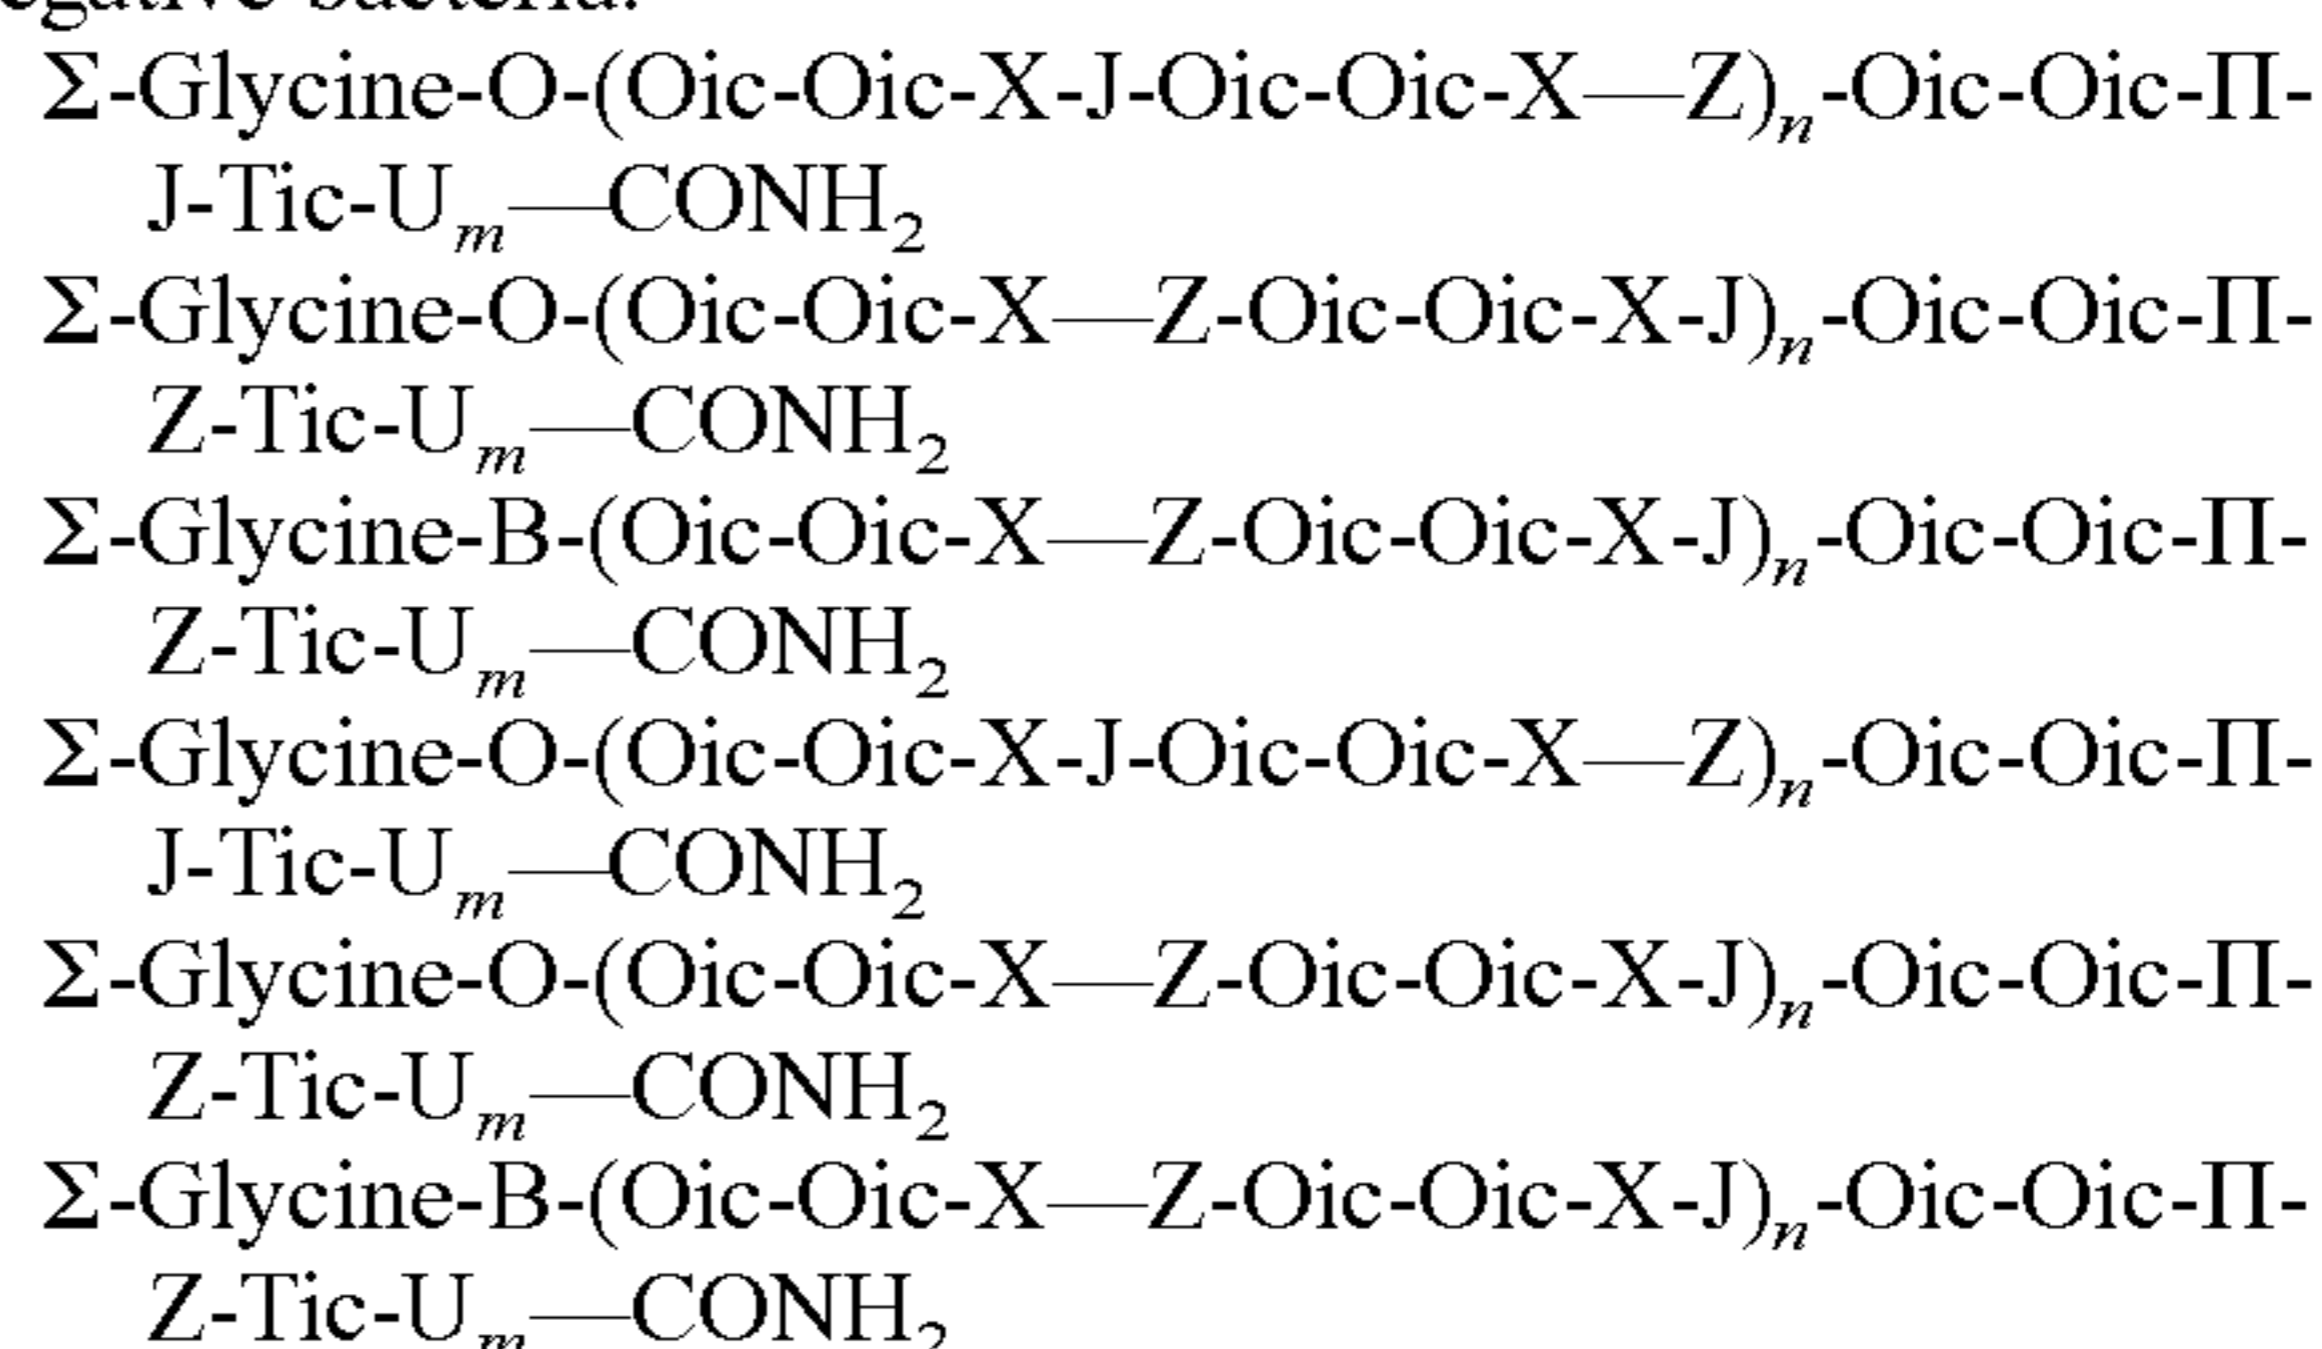 egative bacteria.
Σ-Glycine-O-(Oic-Oic-X-J-Oic-Oic-X—Z)n-Oic-Oic-Π-
J-Tic-Um—CONH2
Σ-Glycine-O-(Oic-Oic-X—Z-Oic-Oic-X-J)n-Oic-Oic-Π-
Z-Tic-Um—CONH2
Σ-Glycine-B-(Oic-Oic-X—Z-Oic-Oic-X-J)n-Oic-Oic-Π-
Z-Tic-Um—CONH2
Σ-Glycine-O-(Oic-Oic-X-J-Oic-Oic-X—Z)n-Oic-Oic-Π-
J-Tic-Um—CONH2
Σ-Glycine-O-(Oic-Oic-X—Z-Oic-Oic-X-J)n-Oic-Oic-Π-
Z-Tic-Um—CONH2
Σ-Glycine-B-(Oic-Oic-X—Z-Oic-Oic-X-J)n-Oic-Oic-Π-
Z-Tic-Um—CONH2